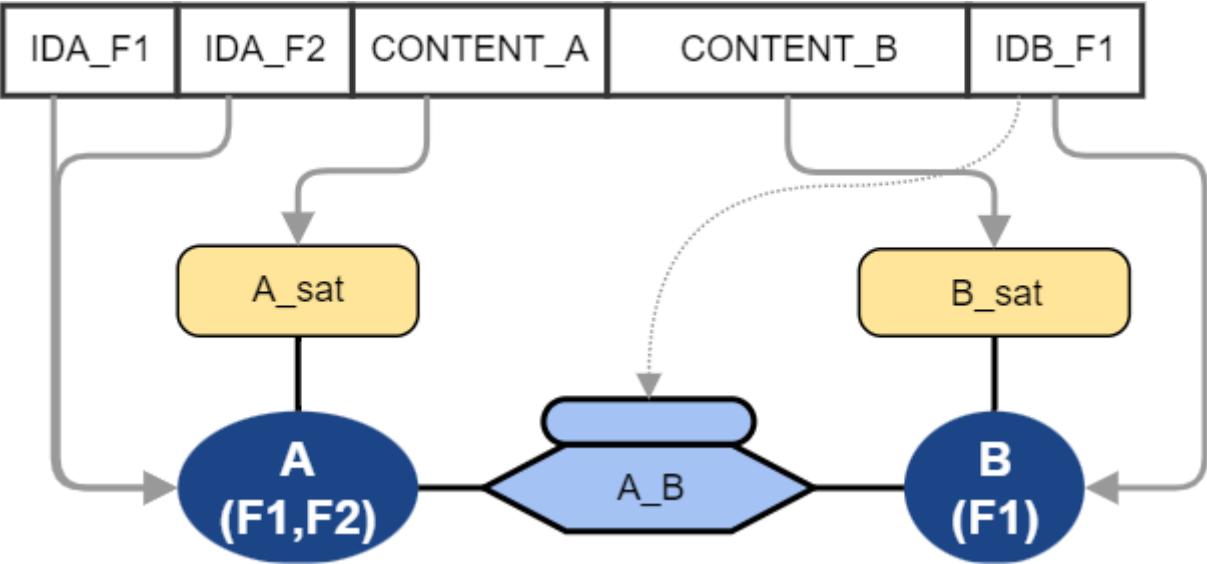 IDA_F1
IDA_F2
CONTENT_A
CONTENT_B
IDB_F1
A_sat
B_sat
A
(F1,F2)
A_B
B
(F1)